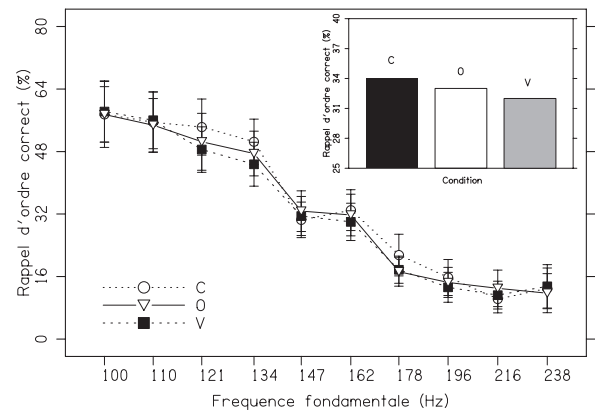 Rappel d'ordre correct (%)
80
64
48
32
16
0
C
O
V
100 110 121 134 147 162 178 196 216 238
Frequence fondamentale (Hz)
Rappel d'ordre correct (%)
40
37
34
31
28
25
C
O
V
Condition